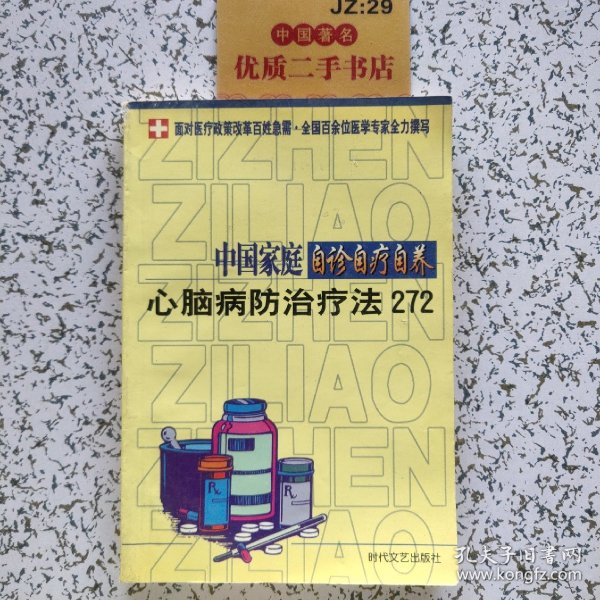 JZ:29
中国著名
优质二手书店
面对医疗政策改革百姓急需·全国百余位医学专家全力撰写
ZIZHEN
ZILIAO
中国家庭 自诊自疗自养
ZIZHEN
心脑病防治疗法272
ZILIAO
ZIZHEN
Rx
Rx
ZILIAO
时代文艺出版社
孔夫子旧书网
www.kongfz.com